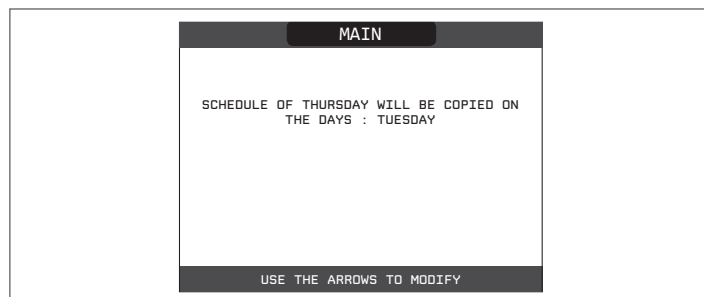 MAIN
SCHEDULE OF THURSDAY WILL BE COPIED ON
THE DAYS : TUESDAY
USE THE ARROWS TO MODIFY